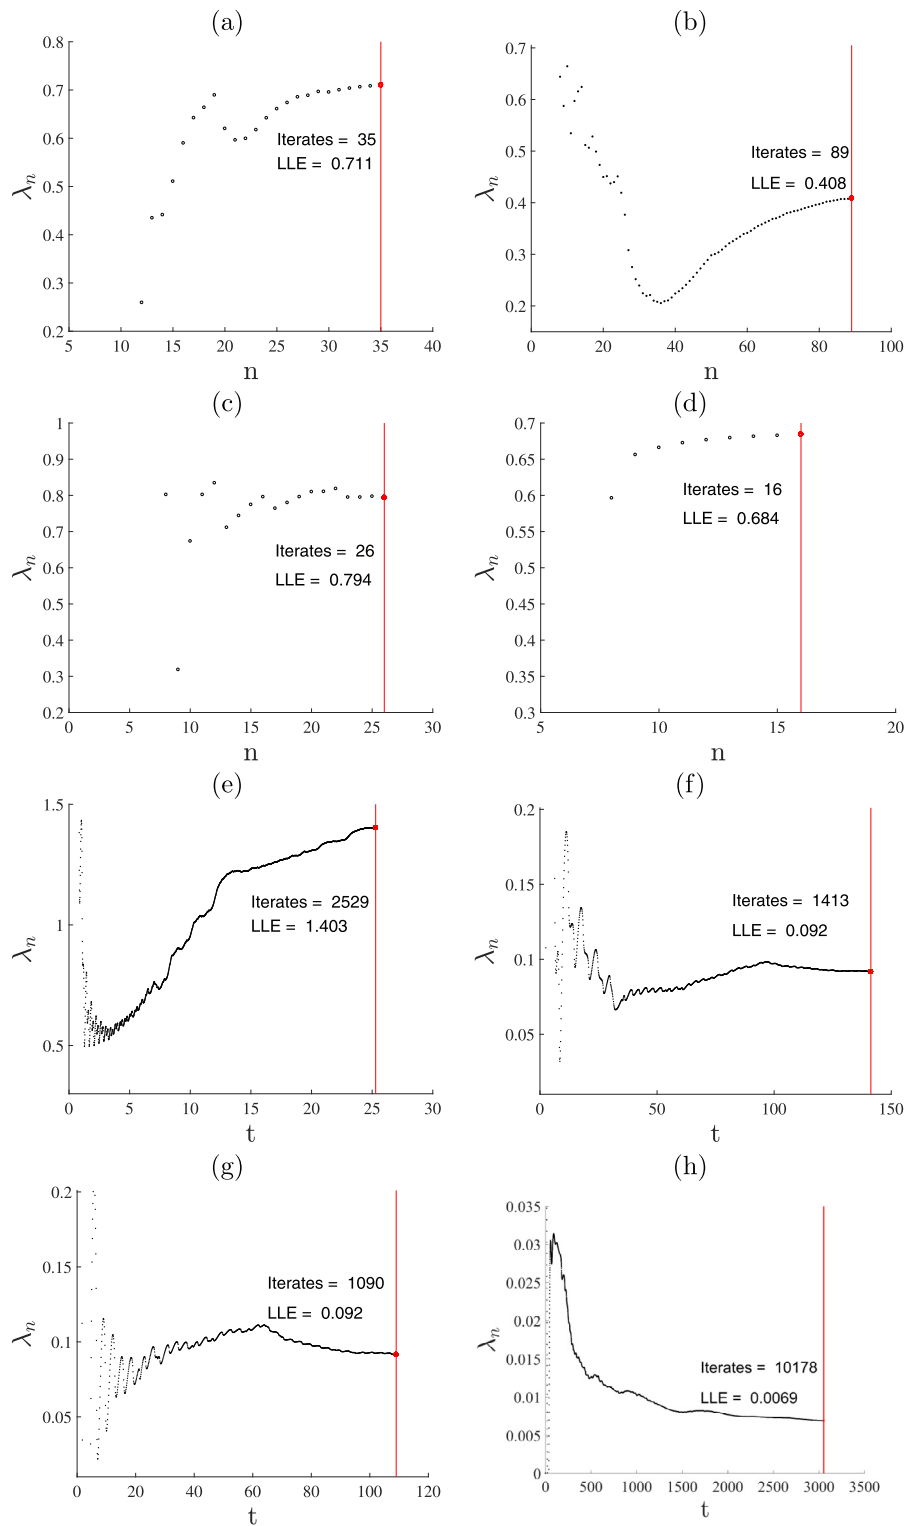 (a)
0.8
0.7
0.6
0.5
0.4
0.3
0.2
λn
Iterates = 35
LLE = 0.711
5 10 15 20 25 30 35 40
n
(b)
0.7
0.6
0.5
0.4
0.3
0.2
λn
Iterates = 89
LLE = 0.408
0 20 40 60 80 100
n
(c)
1
0.9
0.8
0.7
0.6
0.5
0.4
0.3
0.2
λn
Iterates = 26
LLE = 0.794
0 5 10 15 20 25 30
n
(d)
0.7
0.65
0.6
0.55
0.5
0.45
0.4
0.35
0.3
λn
Iterates = 16
LLE = 0.684
5 10 15 20
n
(e)
1.5
1
0.5
λn
Iterates = 2529
LLE = 1.403
0 5 10 15 20 25 30
t
(f)
0.2
0.15
0.1
0.05
λn
Iterates = 1413
LLE = 0.092
0 50 100 150
t
(g)
0.2
0.15
0.1
0.05
λn
Iterates = 1090
LLE = 0.092
0 20 40 60 80 100 120
t
(h)
0.035
0.03
0.025
0.02
0.015
0.01
0.005
0
λn
Iterates = 10178
LLE = 0.0069
0 500 1000 1500 2000 2500 3000 3500
t